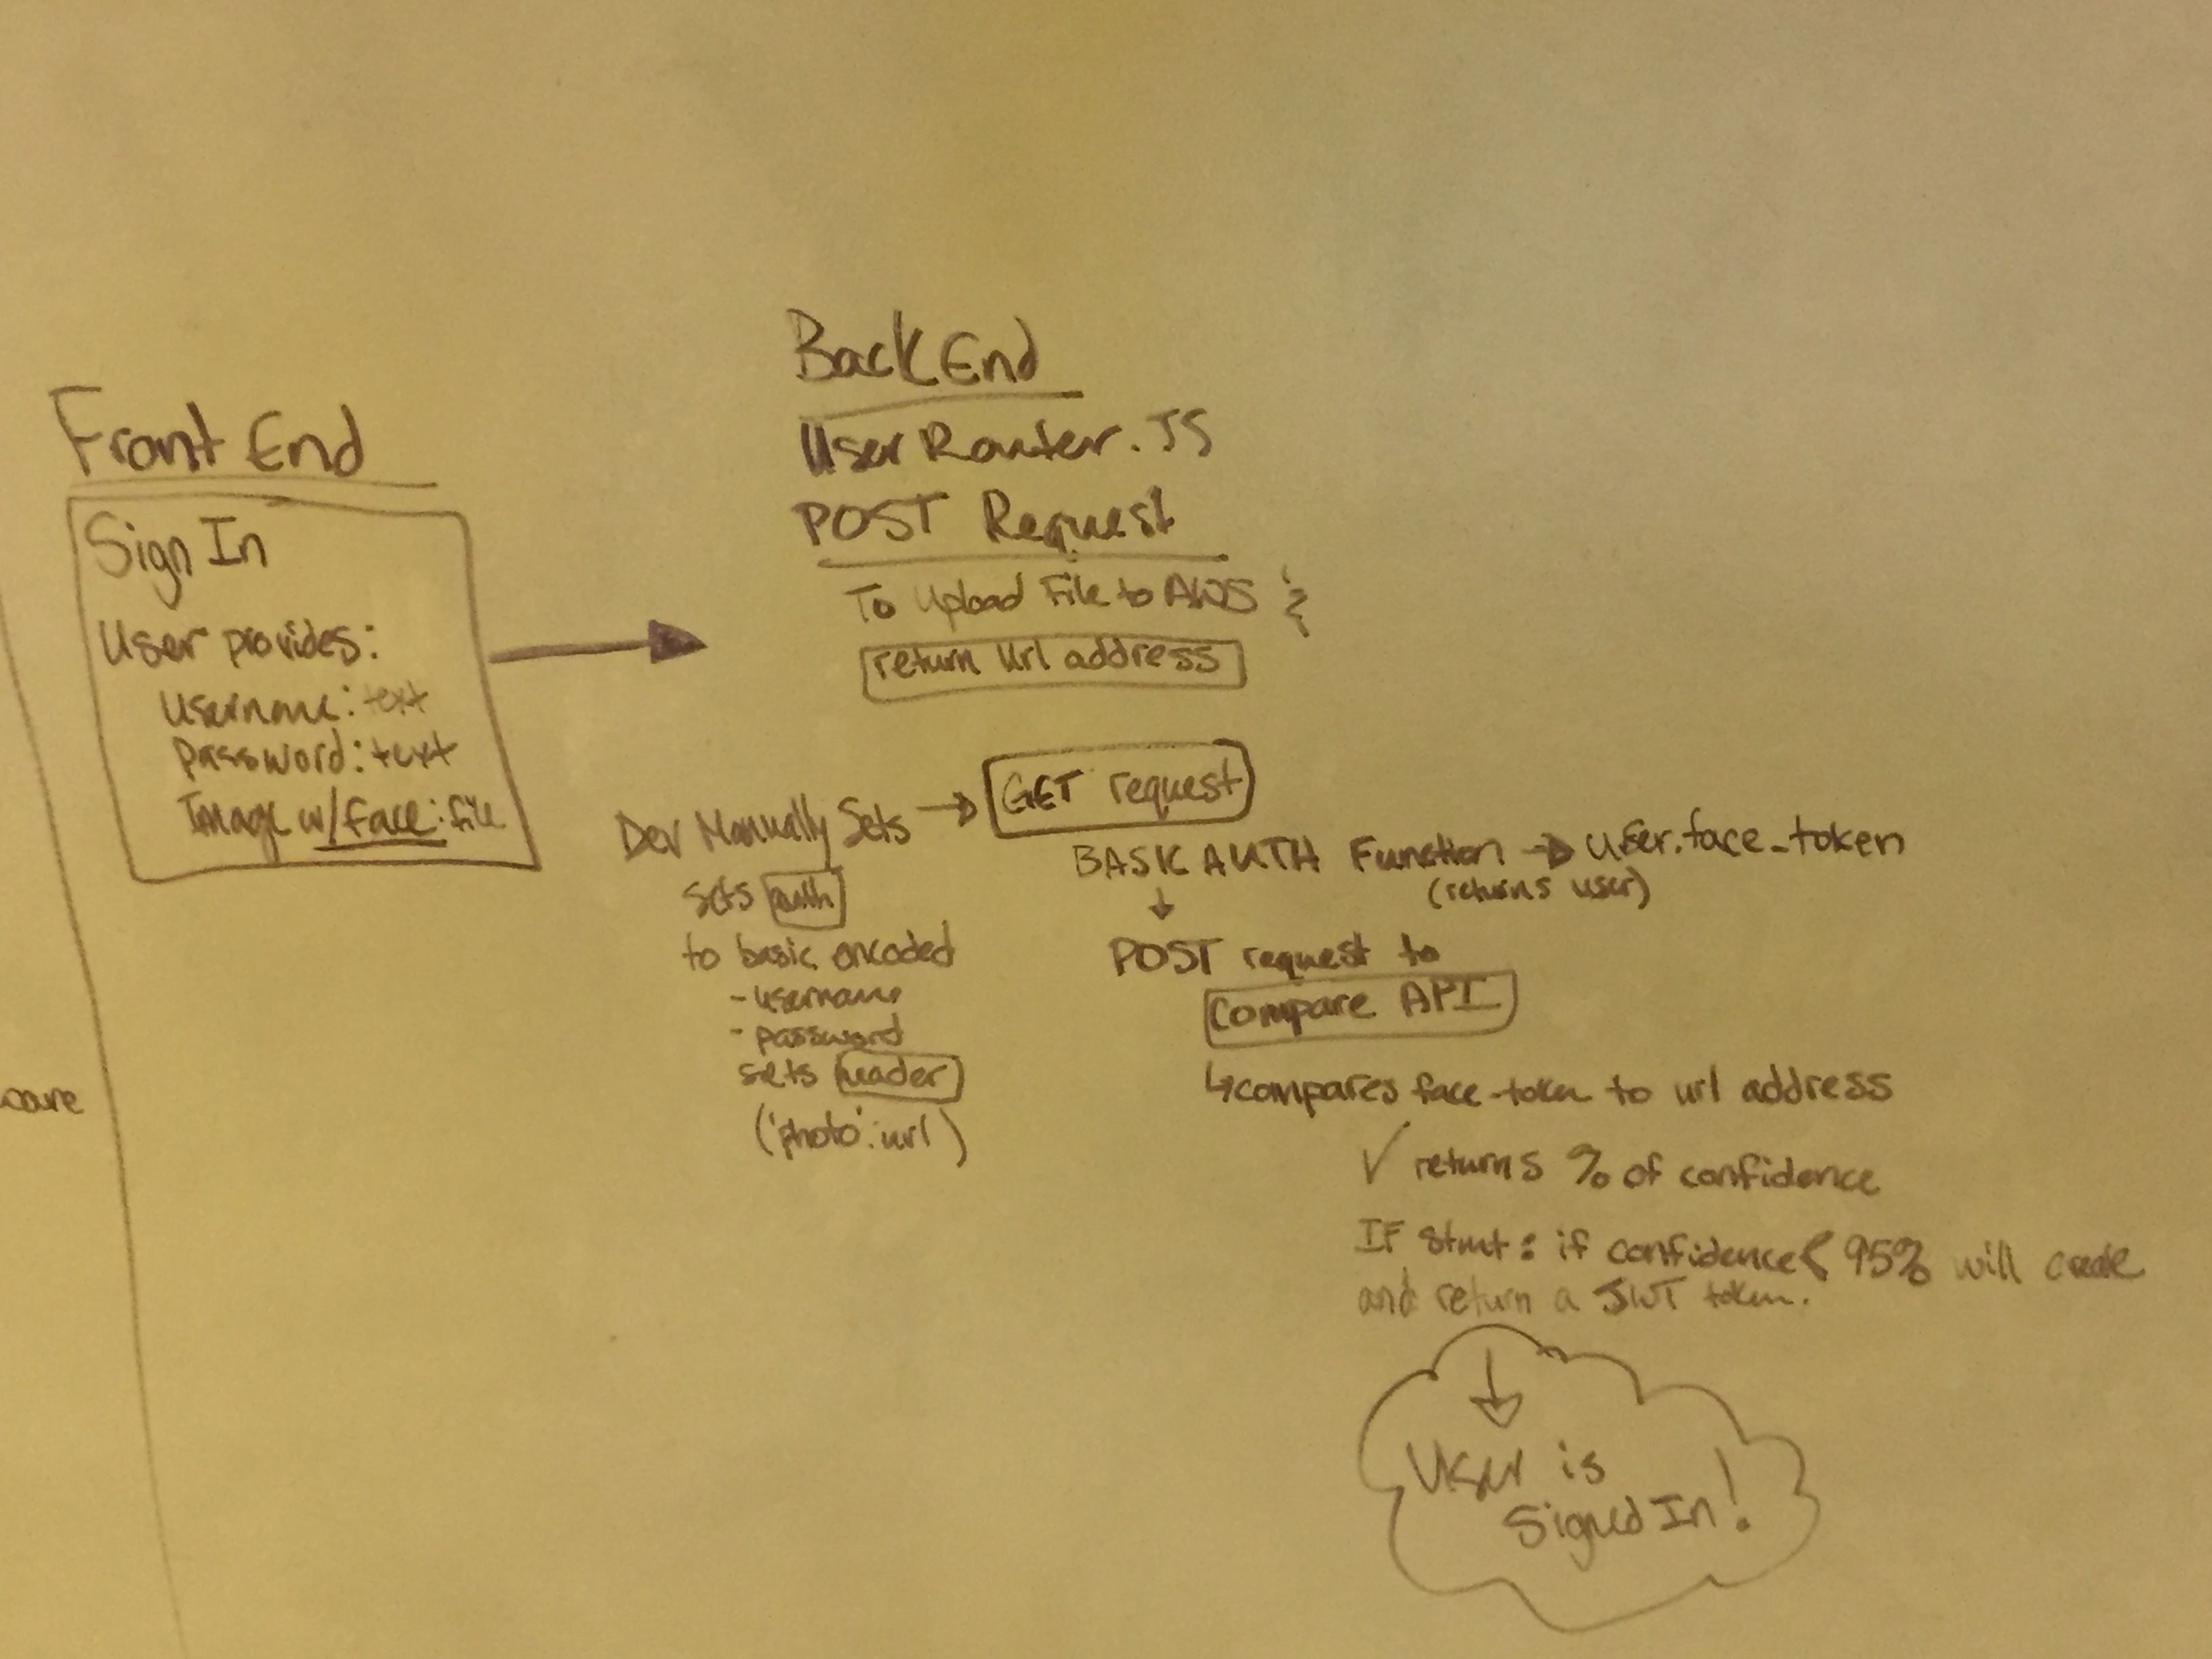 Front End
Sign In
User provides:
Username: text
Password: text
Image w/ face: file
Back End
User Router.JS
POST Request
To Upload File to AWS &
return url address
Dev Manually Sets →
sets auth
to basic encoded
- username
- password
sets header
('photo': url)
GET request
BASIC AUTH Function → user.face_token
(returns user)
↓
POST request to
Compare API
↳ compares face-token to url address
✓ returns % of confidence
IF stmt: if confidence < 95% will create
and return a JWT token.
↓
User is
Signed In!